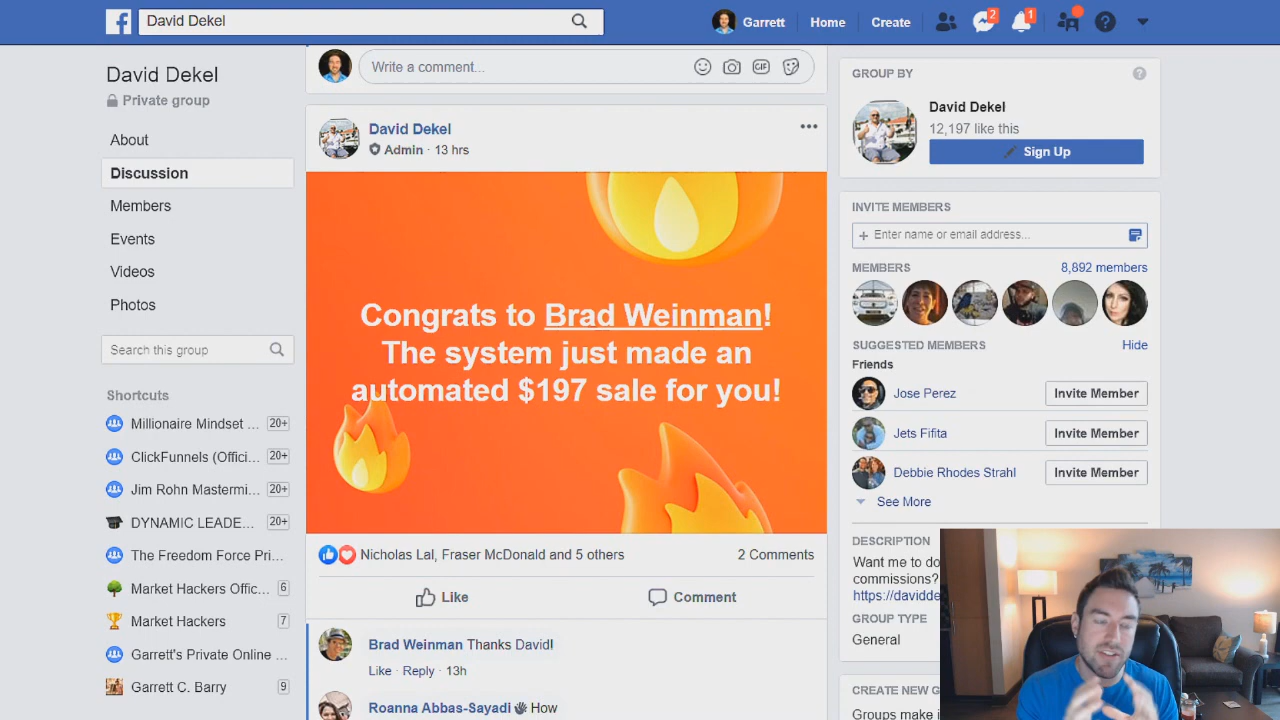 David Dekel
Garrett
Home
Create
2
1
David Dekel
Private group
About
Discussion
Members
Events
Videos
Photos
Search this group
Shortcuts
Millionaire Mindset ... 20+
ClickFunnels (Offici... 20+
Jim Rohn Mastermi... 20+
DYNAMIC LEADE... 20+
The Freedom Force Pri...
Market Hackers Offic... 6
Market Hackers 7
Garrett's Private Online ...
Garrett C. Barry 9
Write a comment...
GIF
David Dekel
Admin · 13 hrs
Congrats to Brad Weinman!
The system just made an
automated $197 sale for you!
Nicholas Lal, Fraser McDonald and 5 others
2 Comments
Like
Comment
Brad Weinman Thanks David!
Like · Reply · 13h
Roanna Abbas-Sayadi How
GROUP BY
David Dekel
12,197 like this
Sign Up
INVITE MEMBERS
+ Enter name or email address...
MEMBERS
8,892 members
SUGGESTED MEMBERS
Hide
Friends
Jose Perez
Invite Member
Jets Fifita
Invite Member
Debbie Rhodes Strahl
Invite Member
See More
DESCRIPTION
Want me to do
commissions?
https://davidde
GROUP TYPE
General
CREATE NEW G
Groups make i